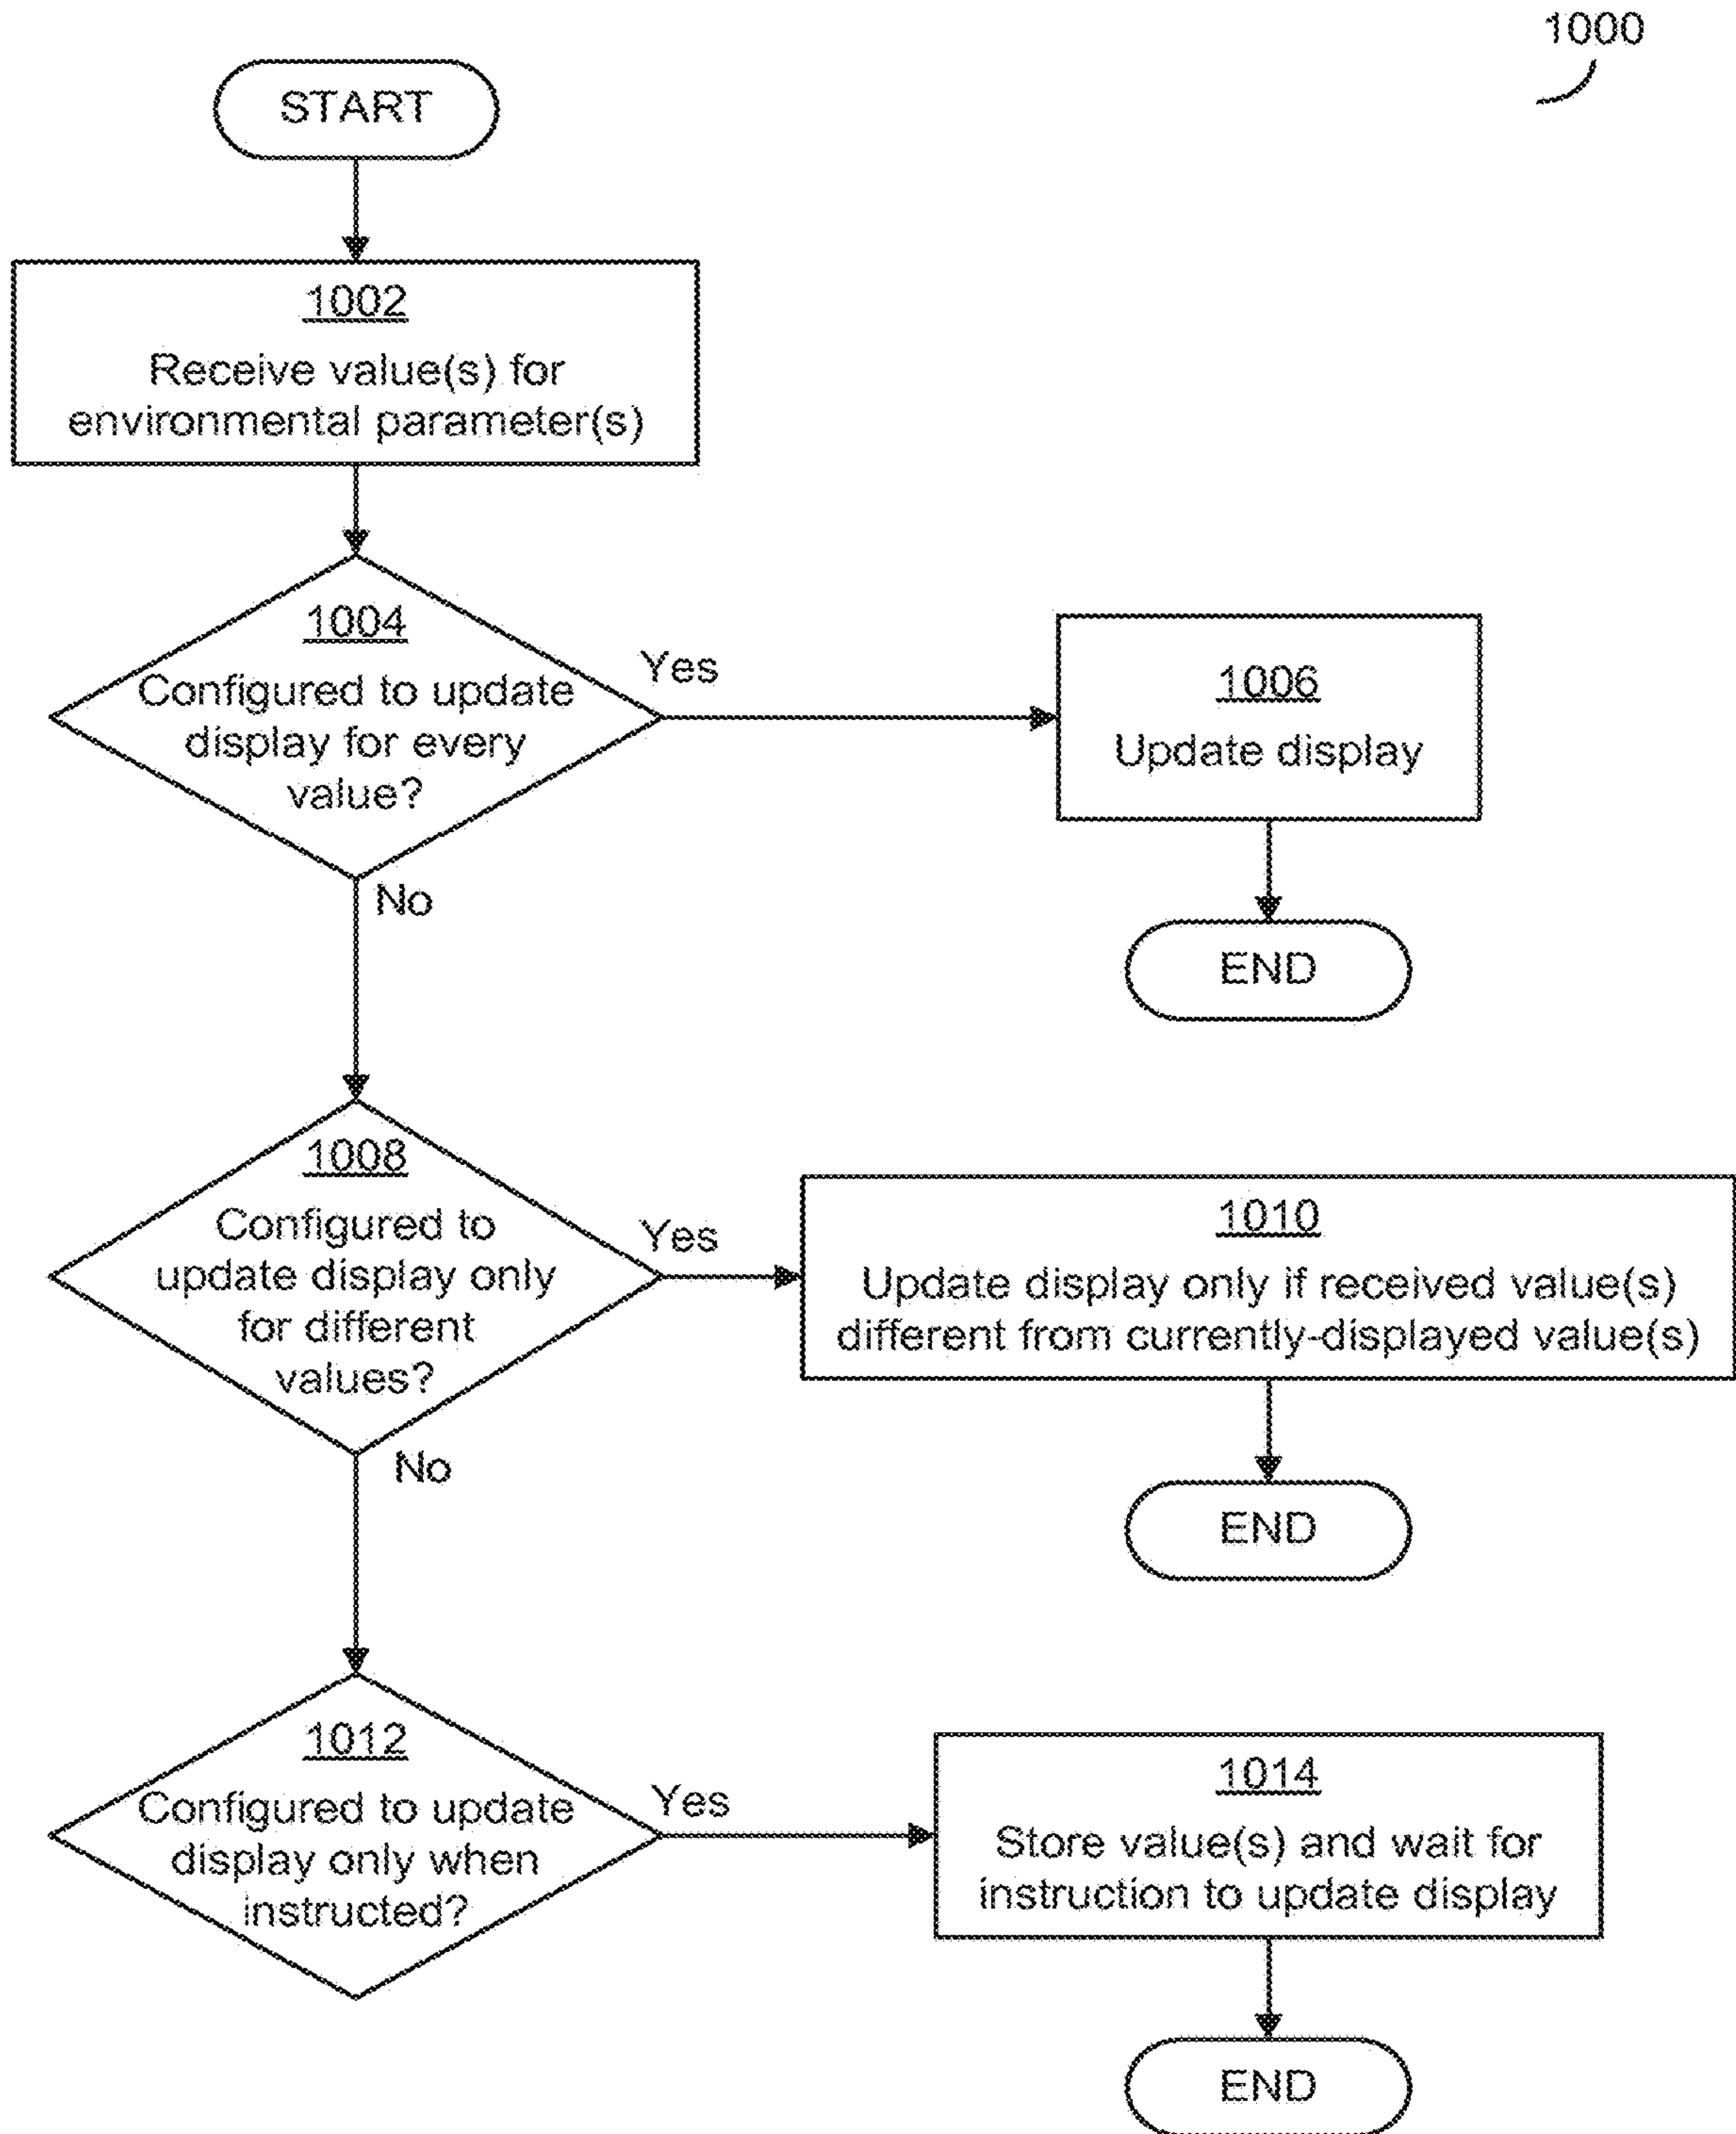 1000
START
1002
Receive value(s) for
environmental parameter(s)
1004
Configured to update
display for every
value?
Yes
1006
Update display
No
END
1008
Configured to
update display only
for different
values?
Yes
1010
Update display only if received value(s)
different from currently-displayed value(s)
No
END
1012
Configured to update
display only when
instructed?
Yes
1014
Store value(s) and wait for
instruction to update display
END